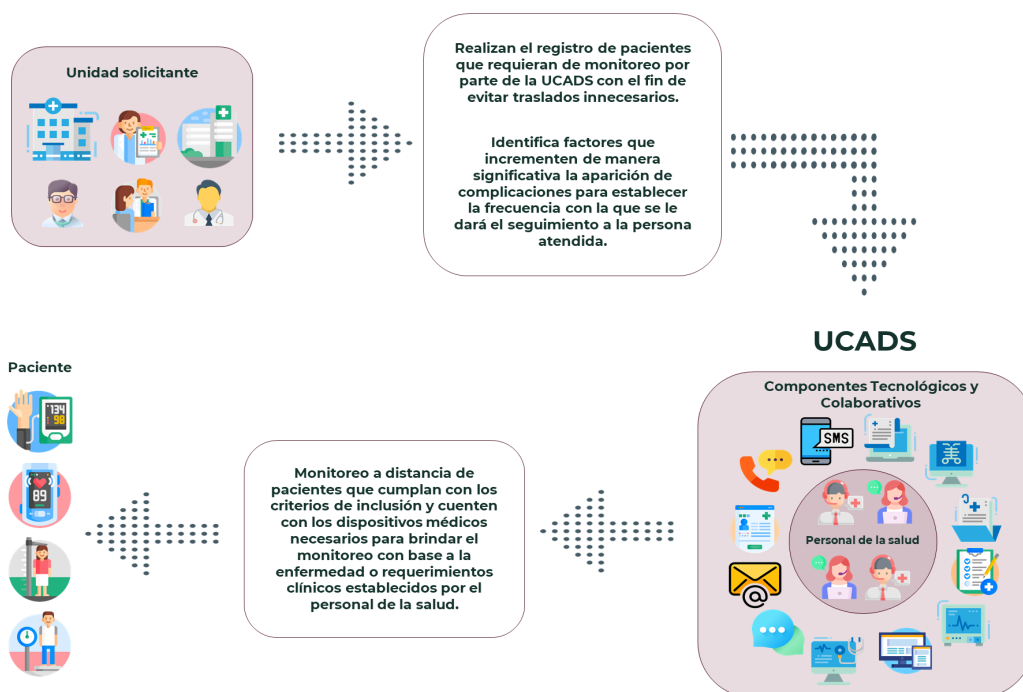 Unidad solicitante
Realizan el registro de pacientes
que requieran de monitoreo por
parte de la UCADS con el fin de
evitar traslados innecesarios.
Identifica factores que
incrementen de manera
significativa la aparición de
complicaciones para establecer
la frecuencia con la que se le
dará el seguimiento a la persona
atendida.
UCADS
Componentes Tecnológicos y
Colaborativos
SMS
Personal de la salud
Monitoreo a distancia de
pacientes que cumplan con los
criterios de inclusión y cuenten
con los dispositivos médicos
necesarios para brindar el
monitoreo con base a la
enfermedad o requerimientos
clínicos establecidos por el
personal de la salud.
Paciente
134
98
89